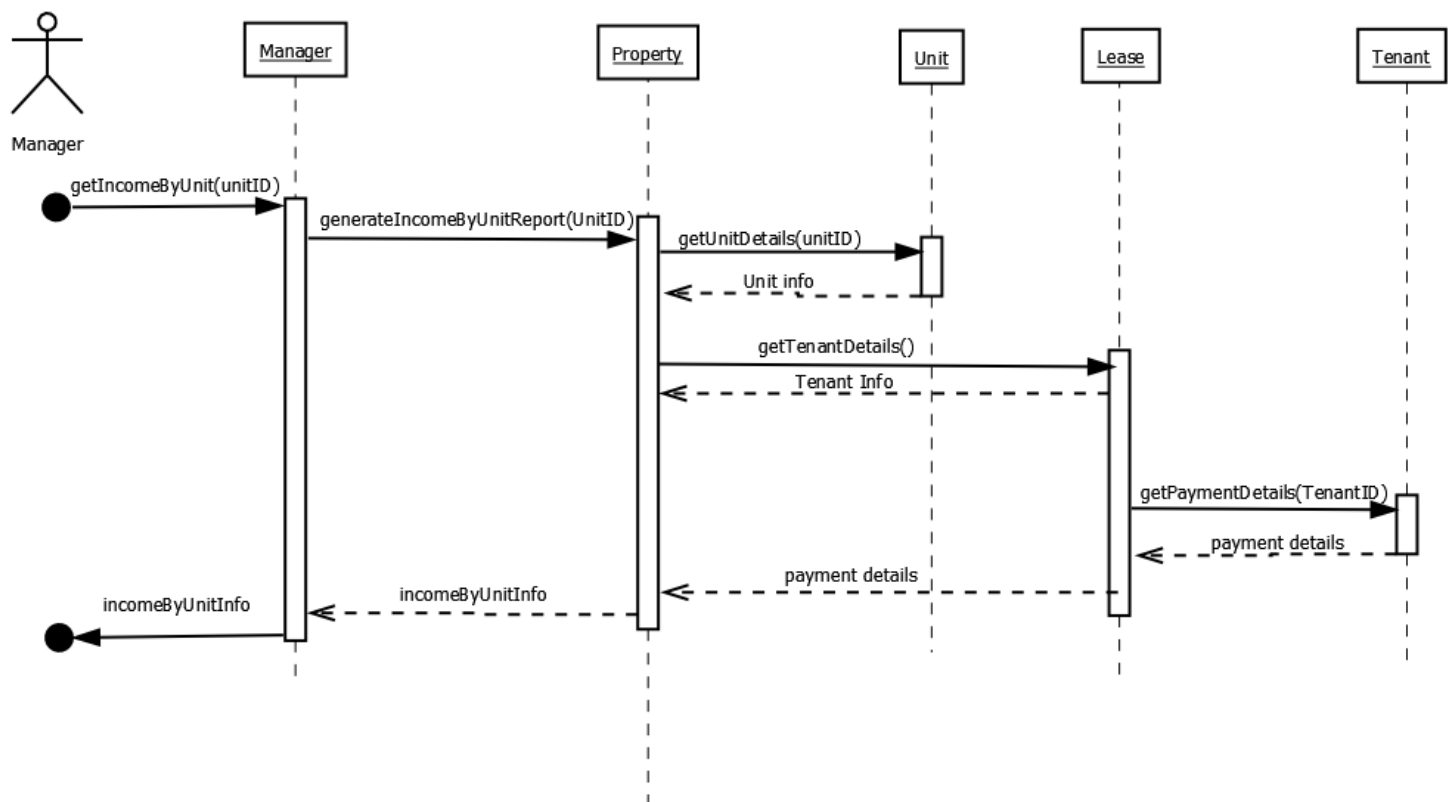 Manager
Property
Unit
Lease
Tenant
Manager
getIncomeByUnit(unitID)
generateIncomeByUnitReport(UnitID)
getUnitDetails(unitID)
Unit info
getTenantDetails()
Tenant Info
getPaymentDetails(TenantID)
payment details
payment details
incomeByUnitInfo
incomeByUnitInfo